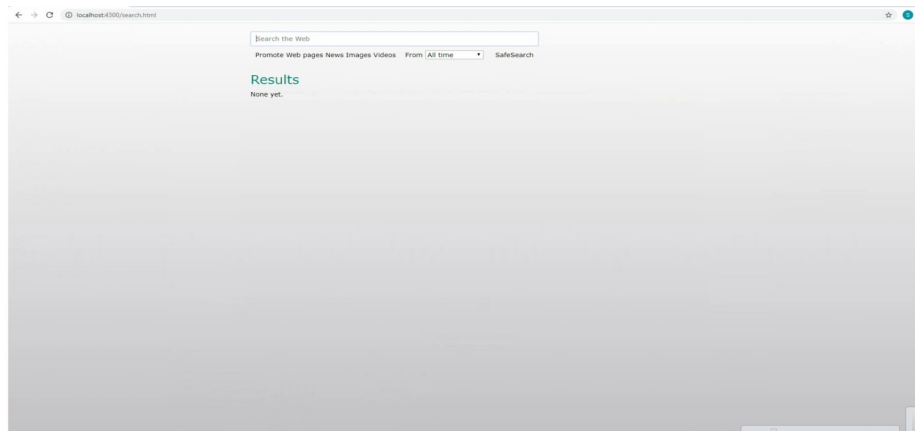 localhost:4300/search.html
S
Search the Web
Promote Web pages News Images Videos From All time SafeSearch
Results
None yet.